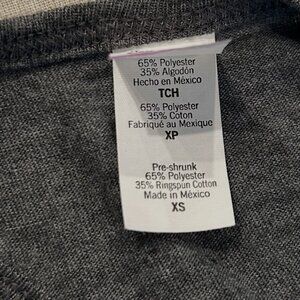 65% Polyester
35% Algodón
Hecho en México
TCH
65% Polyester
35% Coton
Fabriqué au Mexique
XP
Pre-shrunk
65% Polyester
35% Ringspun Cotton
Made in México
XS